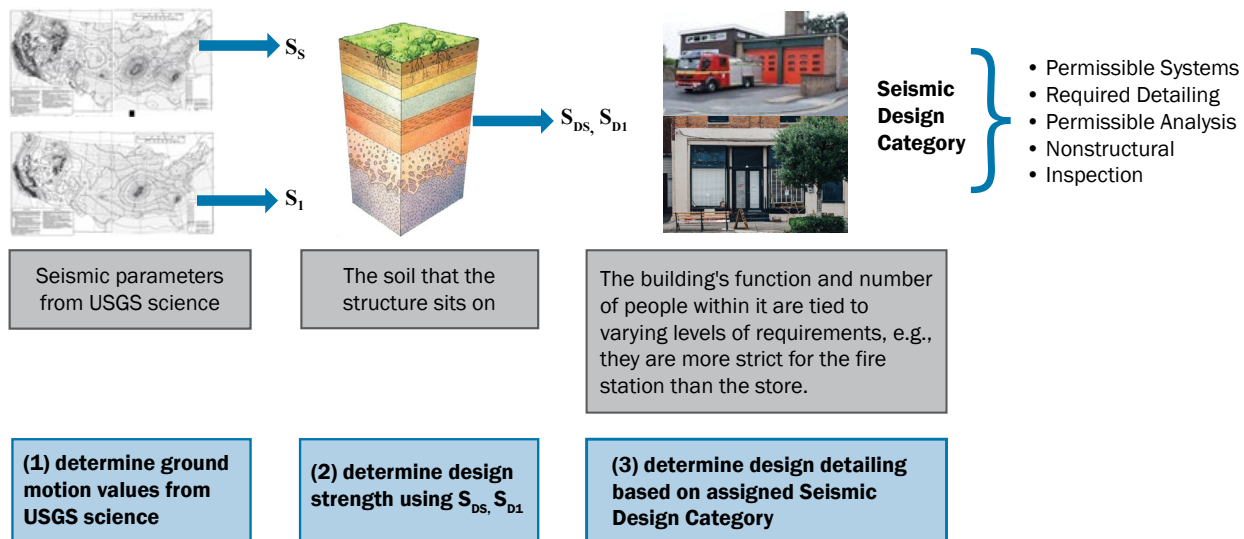 S_S
S_1
S_DS, S_D1
Seismic
Design
Category
• Permissible Systems
• Required Detailing
• Permissible Analysis
• Nonstructural
• Inspection
Seismic parameters
from USGS science
The soil that the
structure sits on
The building's function and number
of people within it are tied to
varying levels of requirements, e.g.,
they are more strict for the fire
station than the store.
(1) determine ground
motion values from
USGS science
(2) determine design
strength using S_DS, S_D1
(3) determine design detailing
based on assigned Seismic
Design Category